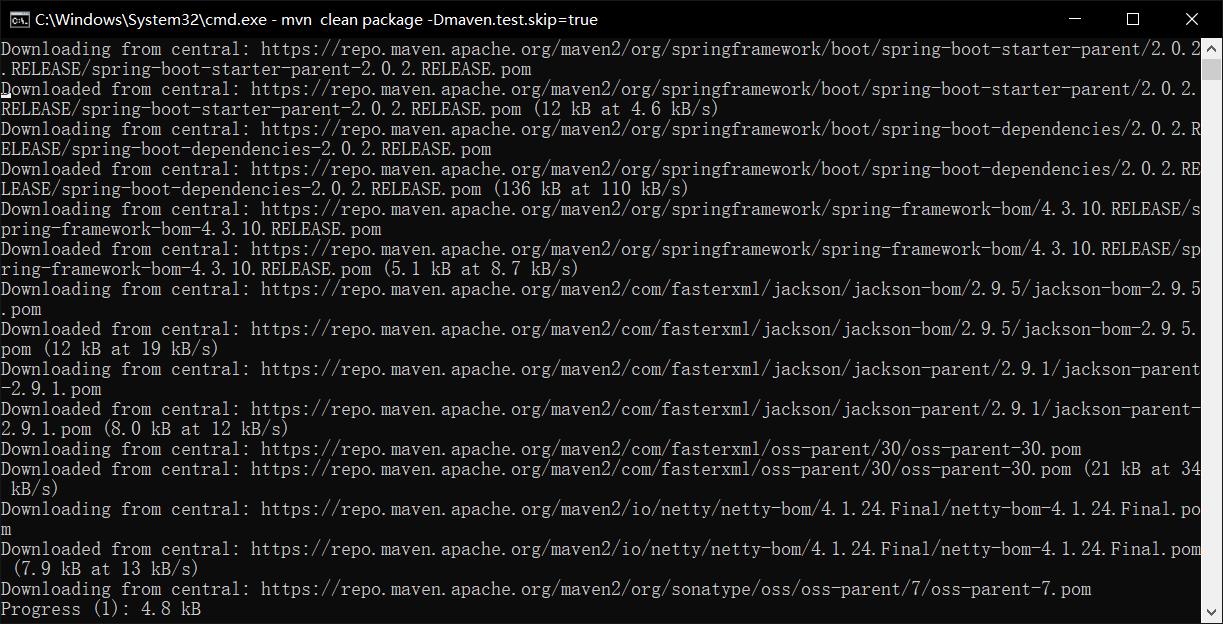 C:\Windows\System32\cmd.exe - mvn  clean package -Dmaven.test.skip=true
Downloading from central: https://repo.maven.apache.org/maven2/org/springframework/boot/spring-boot-starter-parent/2.0.2
.RELEASE/spring-boot-starter-parent-2.0.2.RELEASE.pom
Downloaded from central: https://repo.maven.apache.org/maven2/org/springframework/boot/spring-boot-starter-parent/2.0.2.
RELEASE/spring-boot-starter-parent-2.0.2.RELEASE.pom (12 kB at 4.6 kB/s)
Downloading from central: https://repo.maven.apache.org/maven2/org/springframework/boot/spring-boot-dependencies/2.0.2.R
ELEASE/spring-boot-dependencies-2.0.2.RELEASE.pom
Downloaded from central: https://repo.maven.apache.org/maven2/org/springframework/boot/spring-boot-dependencies/2.0.2.RE
LEASE/spring-boot-dependencies-2.0.2.RELEASE.pom (136 kB at 110 kB/s)
Downloading from central: https://repo.maven.apache.org/maven2/org/springframework/spring-framework-bom/4.3.10.RELEASE/s
pring-framework-bom-4.3.10.RELEASE.pom
Downloaded from central: https://repo.maven.apache.org/maven2/org/springframework/spring-framework-bom/4.3.10.RELEASE/sp
ring-framework-bom-4.3.10.RELEASE.pom (5.1 kB at 8.7 kB/s)
Downloading from central: https://repo.maven.apache.org/maven2/com/fasterxml/jackson/jackson-bom/2.9.5/jackson-bom-2.9.5
.pom
Downloaded from central: https://repo.maven.apache.org/maven2/com/fasterxml/jackson/jackson-bom/2.9.5/jackson-bom-2.9.5.
pom (12 kB at 19 kB/s)
Downloading from central: https://repo.maven.apache.org/maven2/com/fasterxml/jackson/jackson-parent/2.9.1/jackson-parent
-2.9.1.pom
Downloaded from central: https://repo.maven.apache.org/maven2/com/fasterxml/jackson/jackson-parent/2.9.1/jackson-parent-
2.9.1.pom (8.0 kB at 12 kB/s)
Downloading from central: https://repo.maven.apache.org/maven2/com/fasterxml/oss-parent/30/oss-parent-30.pom
Downloaded from central: https://repo.maven.apache.org/maven2/com/fasterxml/oss-parent/30/oss-parent-30.pom (21 kB at 34
 kB/s)
Downloading from central: https://repo.maven.apache.org/maven2/io/netty/netty-bom/4.1.24.Final/netty-bom-4.1.24.Final.po
m
Downloaded from central: https://repo.maven.apache.org/maven2/io/netty/netty-bom/4.1.24.Final/netty-bom-4.1.24.Final.pom
 (7.9 kB at 13 kB/s)
Downloading from central: https://repo.maven.apache.org/maven2/org/sonatype/oss/oss-parent/7/oss-parent-7.pom
Progress (1): 4.8 kB